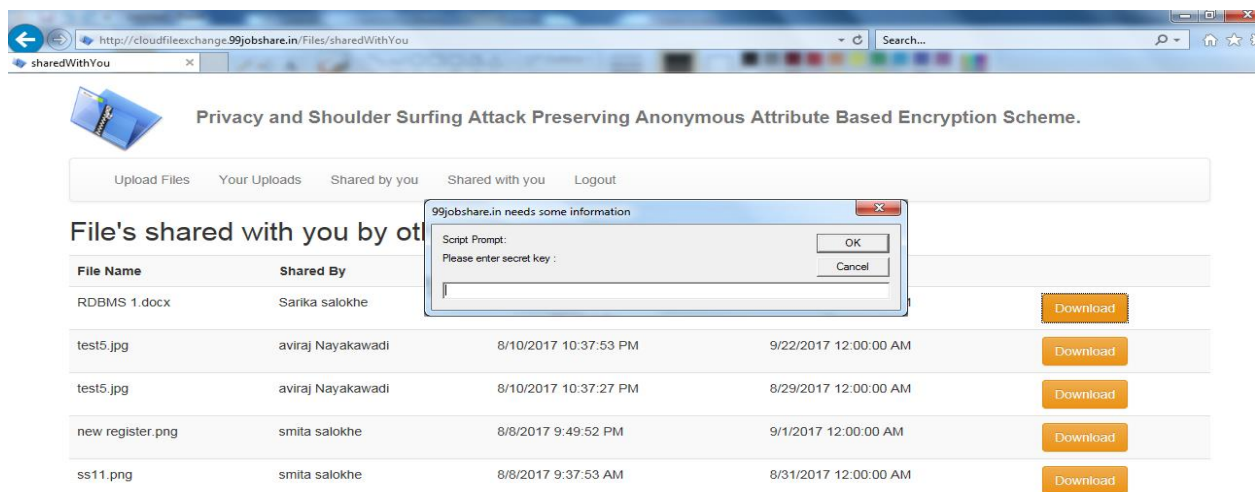 http://cloudfileexchange.99jobshare.in/Files/sharedWithYou
Search...
sharedWithYou
Privacy and Shoulder Surfing Attack Preserving Anonymous Attribute Based Encryption Scheme.
Upload Files Your Uploads Shared by you Shared with you Logout
99jobshare.in needs some information
Script Prompt:
Please enter secret key :
OK
Cancel
File's shared with you by
File Name Shared By
RDBMS 1.docx Sarika salokhe Download
test5.jpg aviraj Nayakawadi 8/10/2017 10:37:53 PM 9/22/2017 12:00:00 AM Download
test5.jpg aviraj Nayakawadi 8/10/2017 10:37:27 PM 8/29/2017 12:00:00 AM Download
new register.png smita salokhe 8/8/2017 9:49:52 PM 9/1/2017 12:00:00 AM Download
ss11.png smita salokhe 8/8/2017 9:37:53 AM 8/31/2017 12:00:00 AM Download